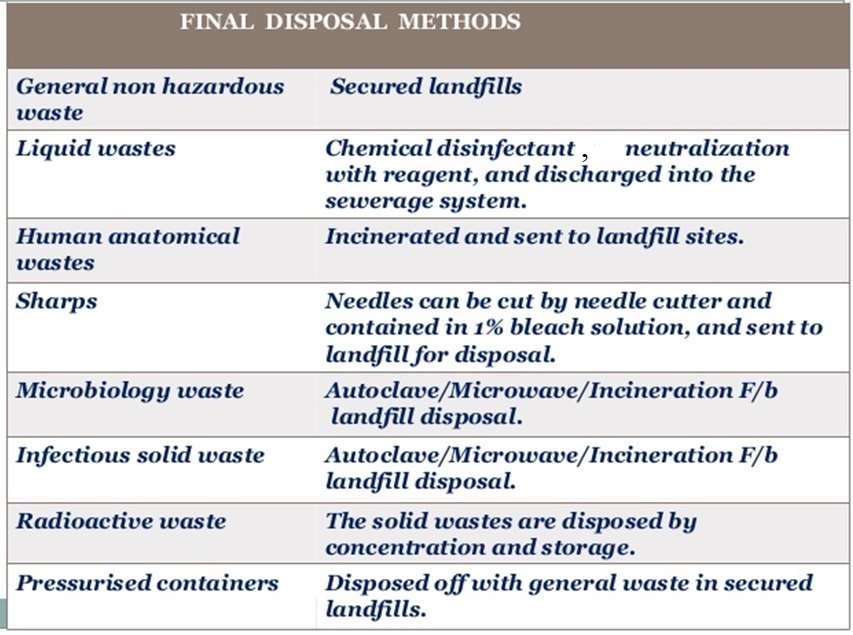 FINAL DISPOSAL METHODS
General non hazardous
waste
Secured landfills
Liquid wastes
Chemical disinfectant , neutralization
with reagent, and discharged into the
sewerage system.
Human anatomical
wastes
Incinerated and sent to landfill sites.
Sharps
Needles can be cut by needle cutter and
contained in 1% bleach solution, and sent to
landfill for disposal.
Microbiology waste
Autoclave/Microwave/Incineration F/b
landfill disposal.
Infectious solid waste
Autoclave/Microwave/Incineration F/b
landfill disposal.
Radioactive waste
The solid wastes are disposed by
concentration and storage.
Pressurised containers
Disposed off with general waste in secured
landfills.